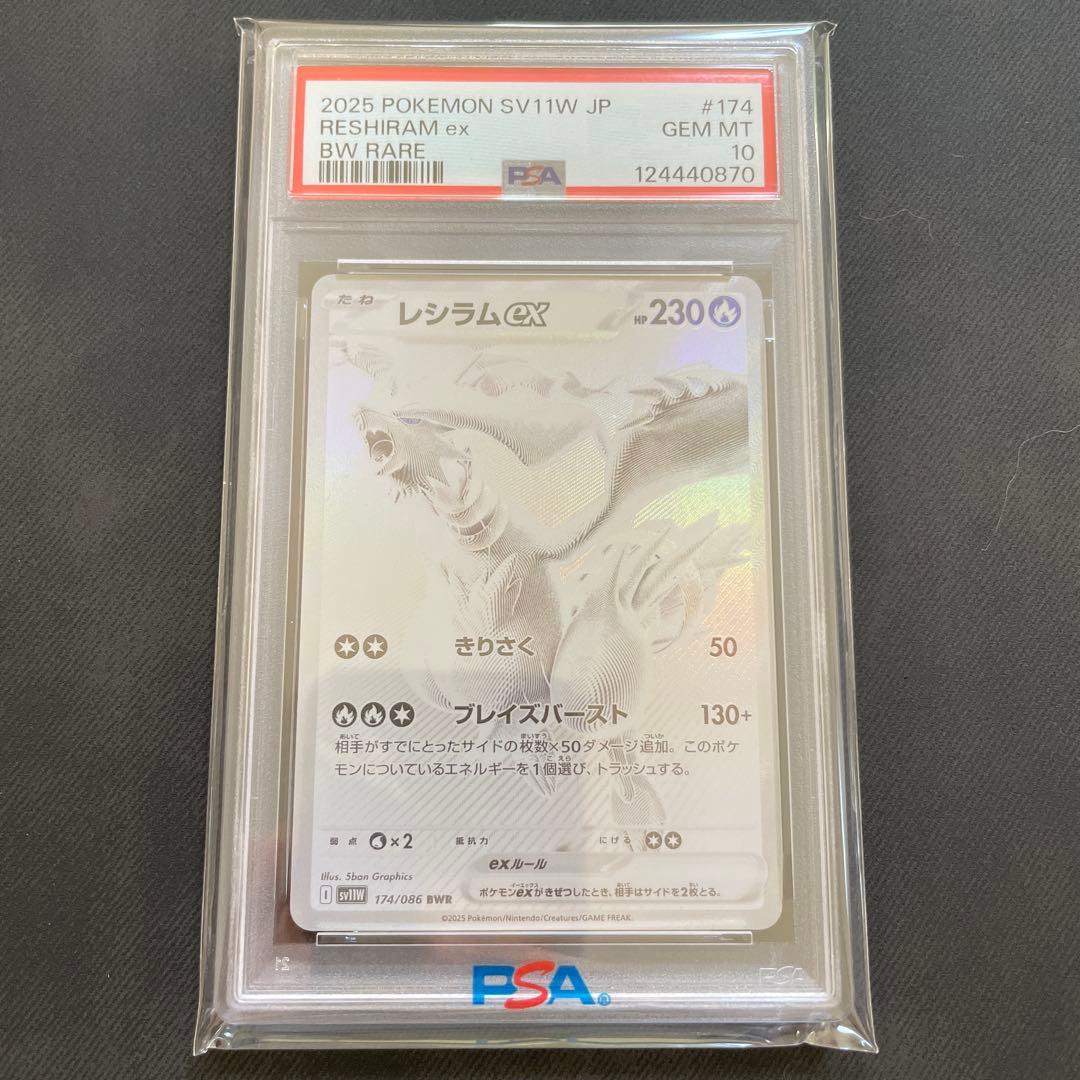 2025 POKEMON SV11W JP #174
RESHIRAM ex GEM MT
BW RARE 10
PSA 124440870
たね レシラムex HP 230
きりさく 50
ブレイズバースト 130+
相手がすでにとったサイドの枚数×50ダメージ追加。このポケ
モンについているエネルギーを1個選び、トラッシュする。
弱点 ×2 抵抗力 にげる
exルール
ポケモンexがきぜつしたとき、相手はサイドを2枚とる。
Illus. 5ban Graphics
I sv11W 174/086 BWR
©2025 Pokémon/Nintendo/Creatures/GAME FREAK.
PSA®
PSA